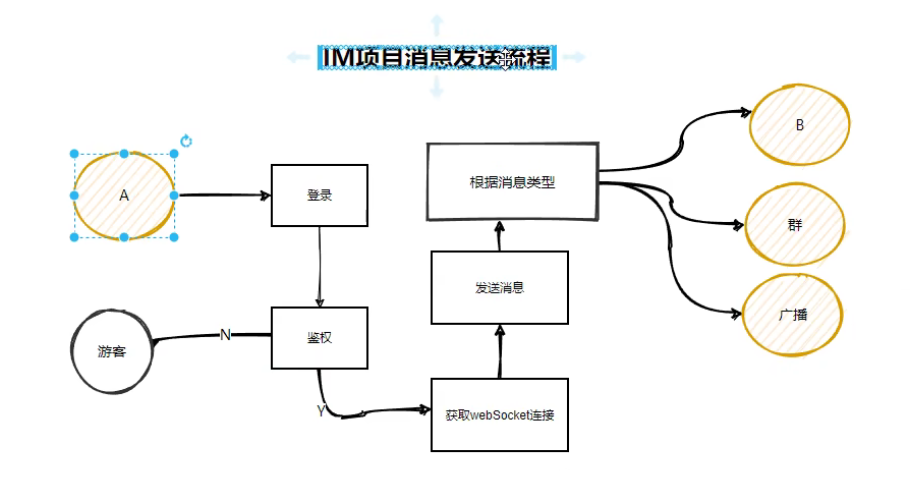 IM项目消息发送流程
A
登录
鉴权
N
游客
Y
获取webSocket连接
发送消息
根据消息类型
B
群
广播